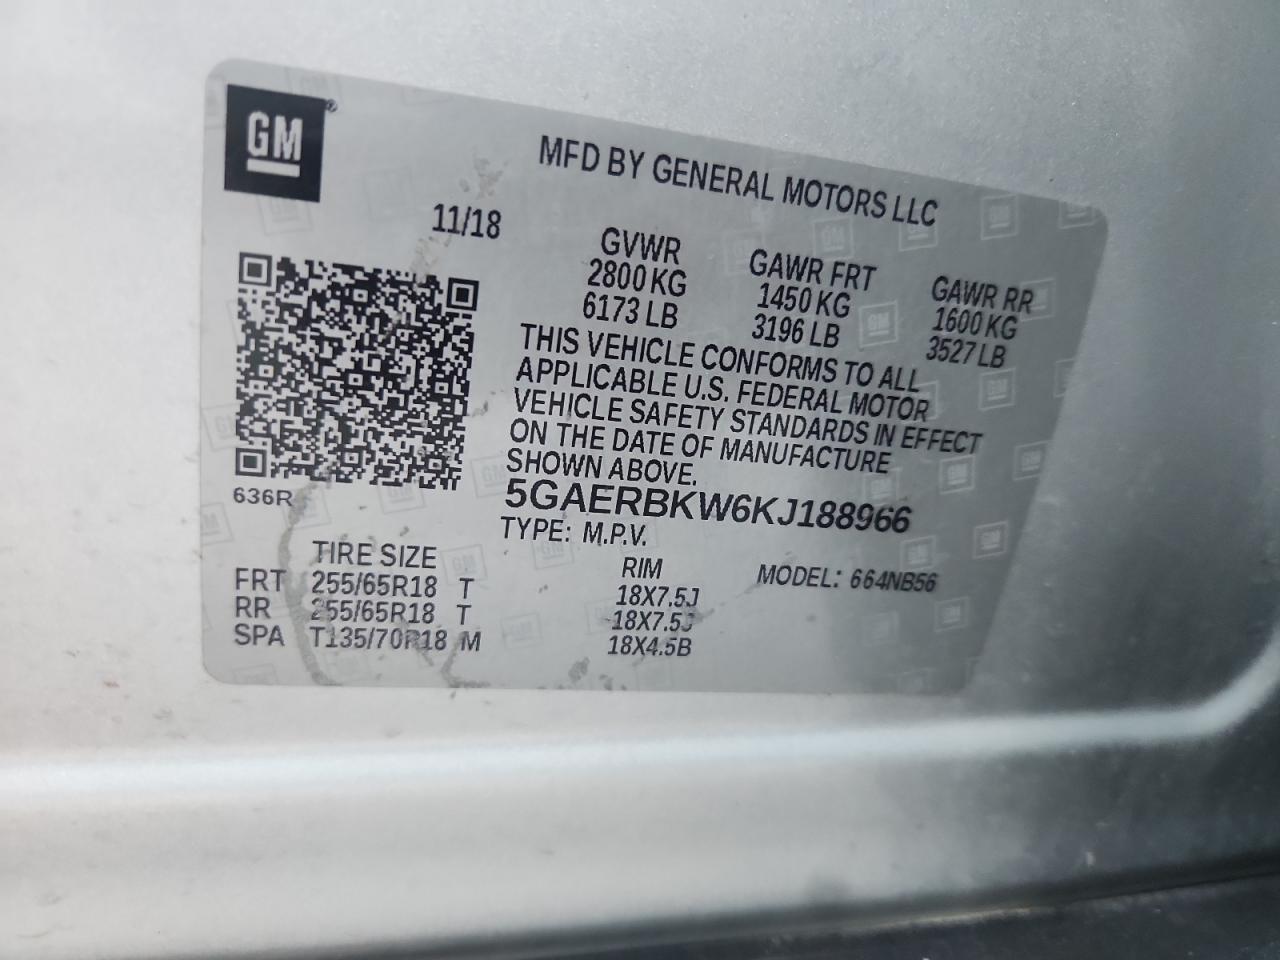 GM®
MFD BY GENERAL MOTORS LLC
11/18
GVWR GAWR FRT GAWR RR
2800 KG 1450 KG 1600 KG
6173 LB 3196 LB 3527 LB
THIS VEHICLE CONFORMS TO ALL
APPLICABLE U.S. FEDERAL MOTOR
VEHICLE SAFETY STANDARDS IN EFFECT
ON THE DATE OF MANUFACTURE
SHOWN ABOVE.
636R
5GAERBKW6KJ188966
TYPE: M.P.V.
TIRE SIZE RIM MODEL: 664NB56
FRT 255/65R18 T 18X7.5J
RR 255/65R18 T 18X7.5J
SPA T135/70R18 M 18X4.5B